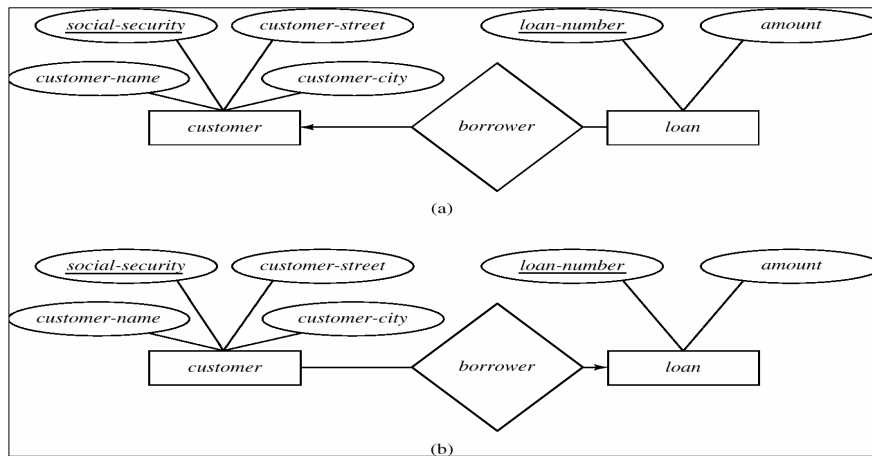 social-security customer-street loan-number amount
customer-name customer-city
customer borrower loan
(a)
social-security customer-street loan-number amount
customer-name customer-city
customer borrower loan
(b)